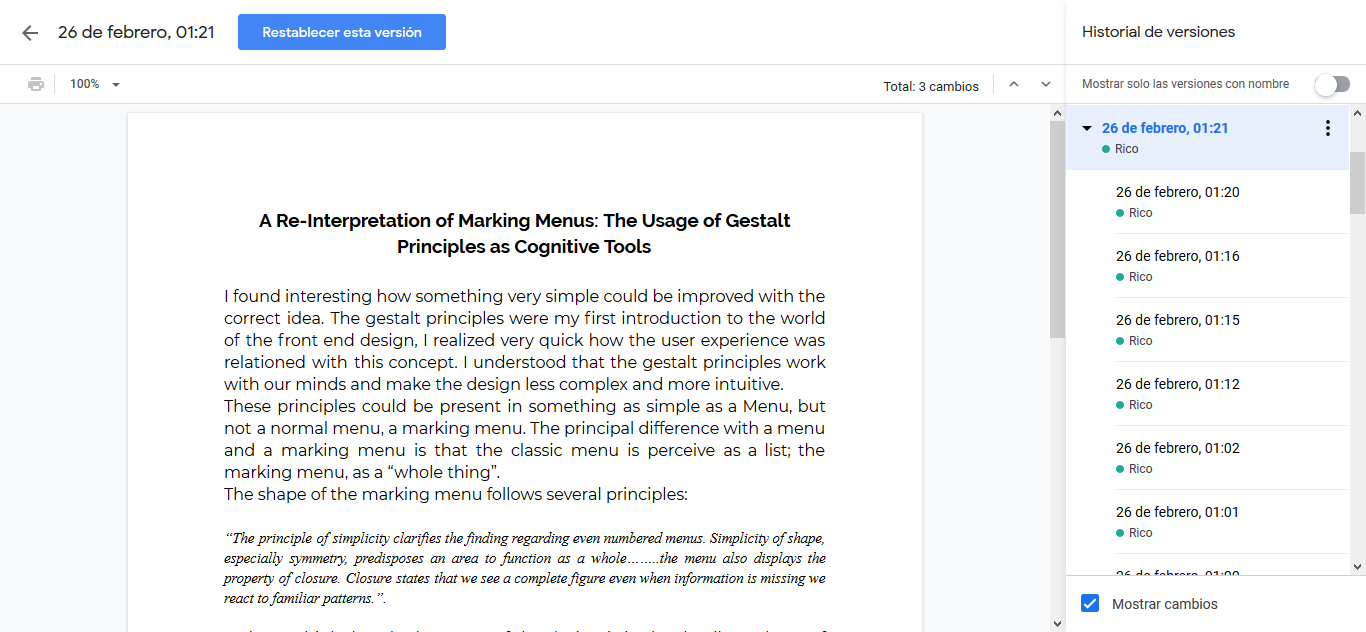 26 de febrero, 01:21
Restablecer esta versión
Historial de versiones
100%
Total: 3 cambios
Mostrar solo las versiones con nombre
A Re-Interpretation of Marking Menus: The Usage of Gestalt
Principles as Cognitive Tools
I found interesting how something very simple could be improved with the
correct idea. The gestalt principles were my first introduction to the world
of the front end design, I realized very quick how the user experience was
relationed with this concept. I understood that the gestalt principles work
with our minds and make the design less complex and more intuitive.
These principles could be present in something as simple as a Menu, but
not a normal menu, a marking menu. The principal difference with a menu
and a marking menu is that the classic menu is perceive as a list; the
marking menu, as a “whole thing”.
The shape of the marking menu follows several principles:
“The principle of simplicity clarifies the finding regarding even numbered menus. Simplicity of shape,
especially symmetry, predisposes an area to function as a whole……..the menu also displays the
property of closure. Closure states that we see a complete figure even when information is missing we
react to familiar patterns.”.
26 de febrero, 01:21
Rico
26 de febrero, 01:20
Rico
26 de febrero, 01:16
Rico
26 de febrero, 01:15
Rico
26 de febrero, 01:12
Rico
26 de febrero, 01:02
Rico
26 de febrero, 01:01
Rico
26 de febrero, 01:00
Mostrar cambios